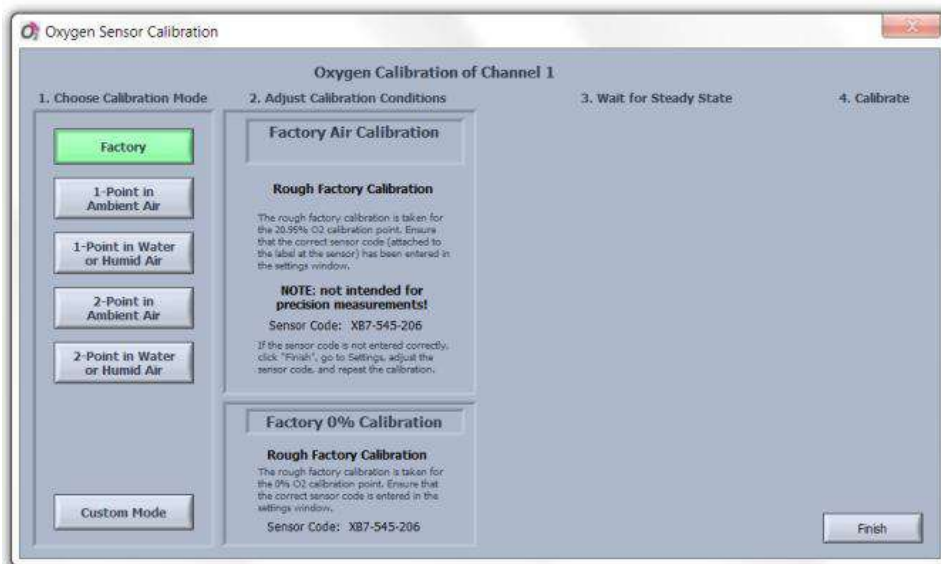 Oxygen Sensor Calibration
Oxygen Calibration of Channel 1
1. Choose Calibration Mode
2. Adjust Calibration Conditions
3. Wait for Steady State
4. Calibrate
Factory
1-Point in
Ambient Air
1-Point in Water
or Humid Air
2-Point in
Ambient Air
2-Point in Water
or Humid Air
Custom Mode
Factory Air Calibration
Rough Factory Calibration
The rough factory calibration is taken for
the 20.95% O2 calibration point. Ensure
that the correct sensor code (attached to
the label at the sensor) has been entered in
the settings window.
NOTE: not intended for
precision measurements!
Sensor Code: XB7-545-206
If the sensor code is not entered correctly,
click "Finish", go to Settings, adjust the
sensor code, and repeat the calibration.
Factory 0% Calibration
Rough Factory Calibration
The rough factory calibration is taken for
the 0% O2 calibration point. Ensure that
the correct sensor code is entered in the
settings window.
Sensor Code: XB7-545-206
Finish